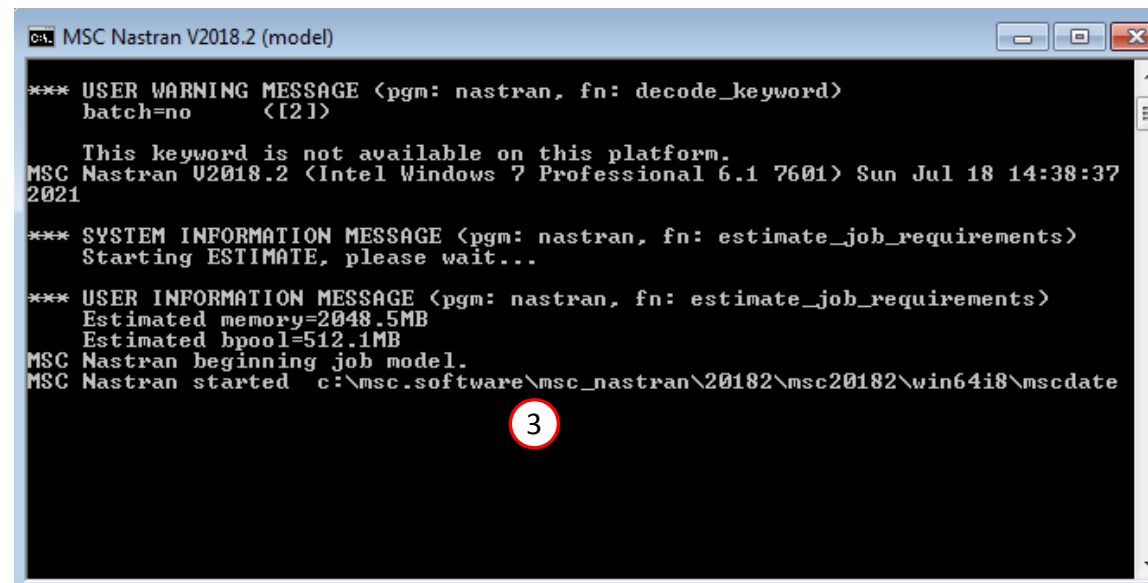 MSC Nastran V2018.2 (model)
*** USER WARNING MESSAGE (pgm: nastran, fn: decode_keyword)
batch=no ([2])
This keyword is not available on this platform.
MSC Nastran V2018.2 (Intel Windows 7 Professional 6.1 7601) Sun Jul 18 14:38:37
2021
*** SYSTEM INFORMATION MESSAGE (pgm: nastran, fn: estimate_job_requirements)
Starting ESTIMATE, please wait...
*** USER INFORMATION MESSAGE (pgm: nastran, fn: estimate_job_requirements)
Estimated memory=2048.5MB
Estimated bpool=512.1MB
MSC Nastran beginning job model.
MSC Nastran started  c:\msc.software\msc_nastran\20182\msc20182\win64i8\mscdate
3